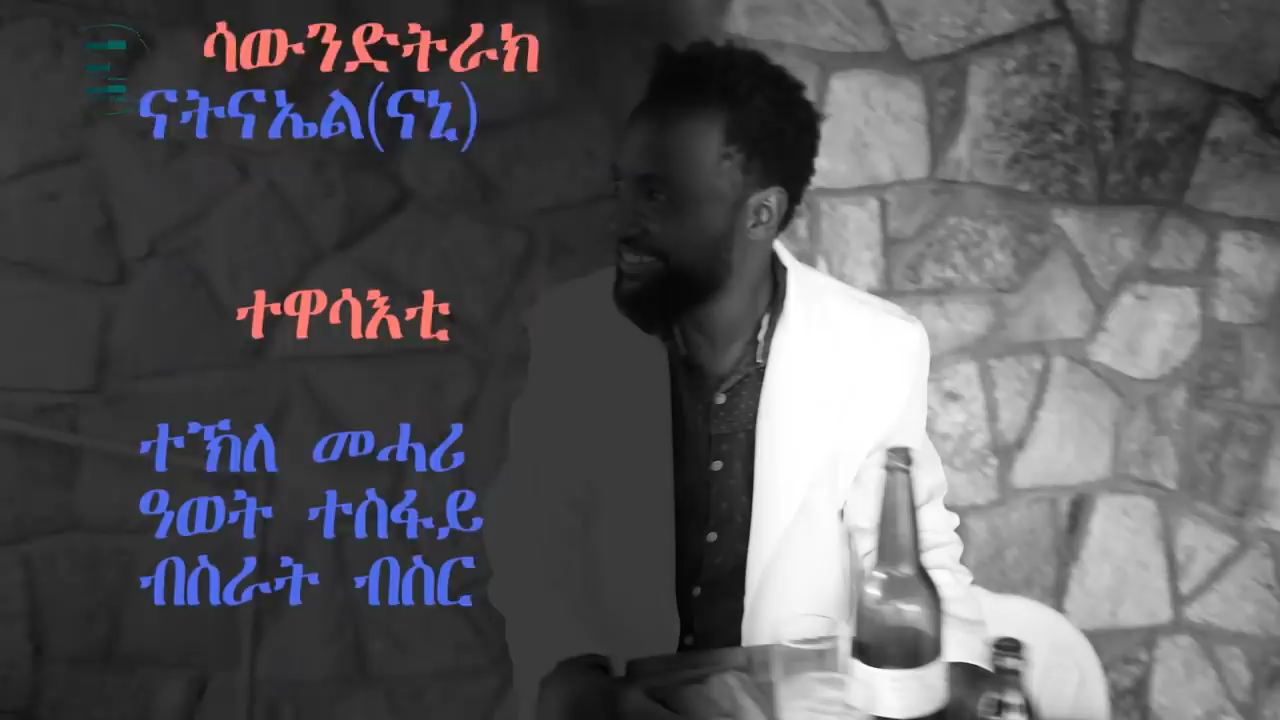 ሳውንድትራክ
ናትናኤል(ናኒ)
ተዋሳእቲ
ተኽለ መሓሪ
ዓወት ተስፋይ
ብስራት ብስር